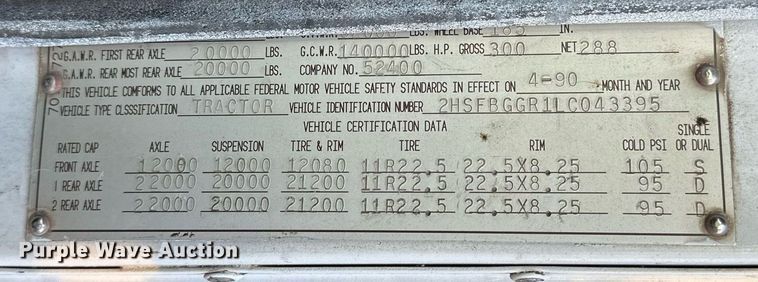 LBS. WHEEL BASE 185 IN.
G.A.W.R. FIRST REAR AXLE 20000 LBS. G.C.W.R. 140000 LBS. H.P. GROSS 300 NET 288
G.A.W.R. REAR MOST REAR AXLE 20000 LBS. COMPANY NO. 52400
THIS VEHICLE COMFORMS TO ALL APPLICABLE FEDERAL MOTOR VEHICLE SAFETY STANDARDS IN EFFECT ON 4-90 MONTH AND YEAR
VEHICLE TYPE CLSSSIFICATION TRACTOR VEHICLE IDENTIFICATION NUMBER 2HSFBGGR1LC043395
VEHICLE CERTIFICATION DATA
RATED CAP AXLE SUSPENSION TIRE & RIM TIRE RIM COLD PSI SINGLE OR DUAL
FRONT AXLE 12000 12000 12080 11R22.5 22.5X8.25 105 S
1 REAR AXLE 22000 20000 21200 11R22.5 22.5X8.25 95 D
2 REAR AXLE 22000 20000 21200 11R22.5 22.5X8.25 95 D
Purple Wave Auction